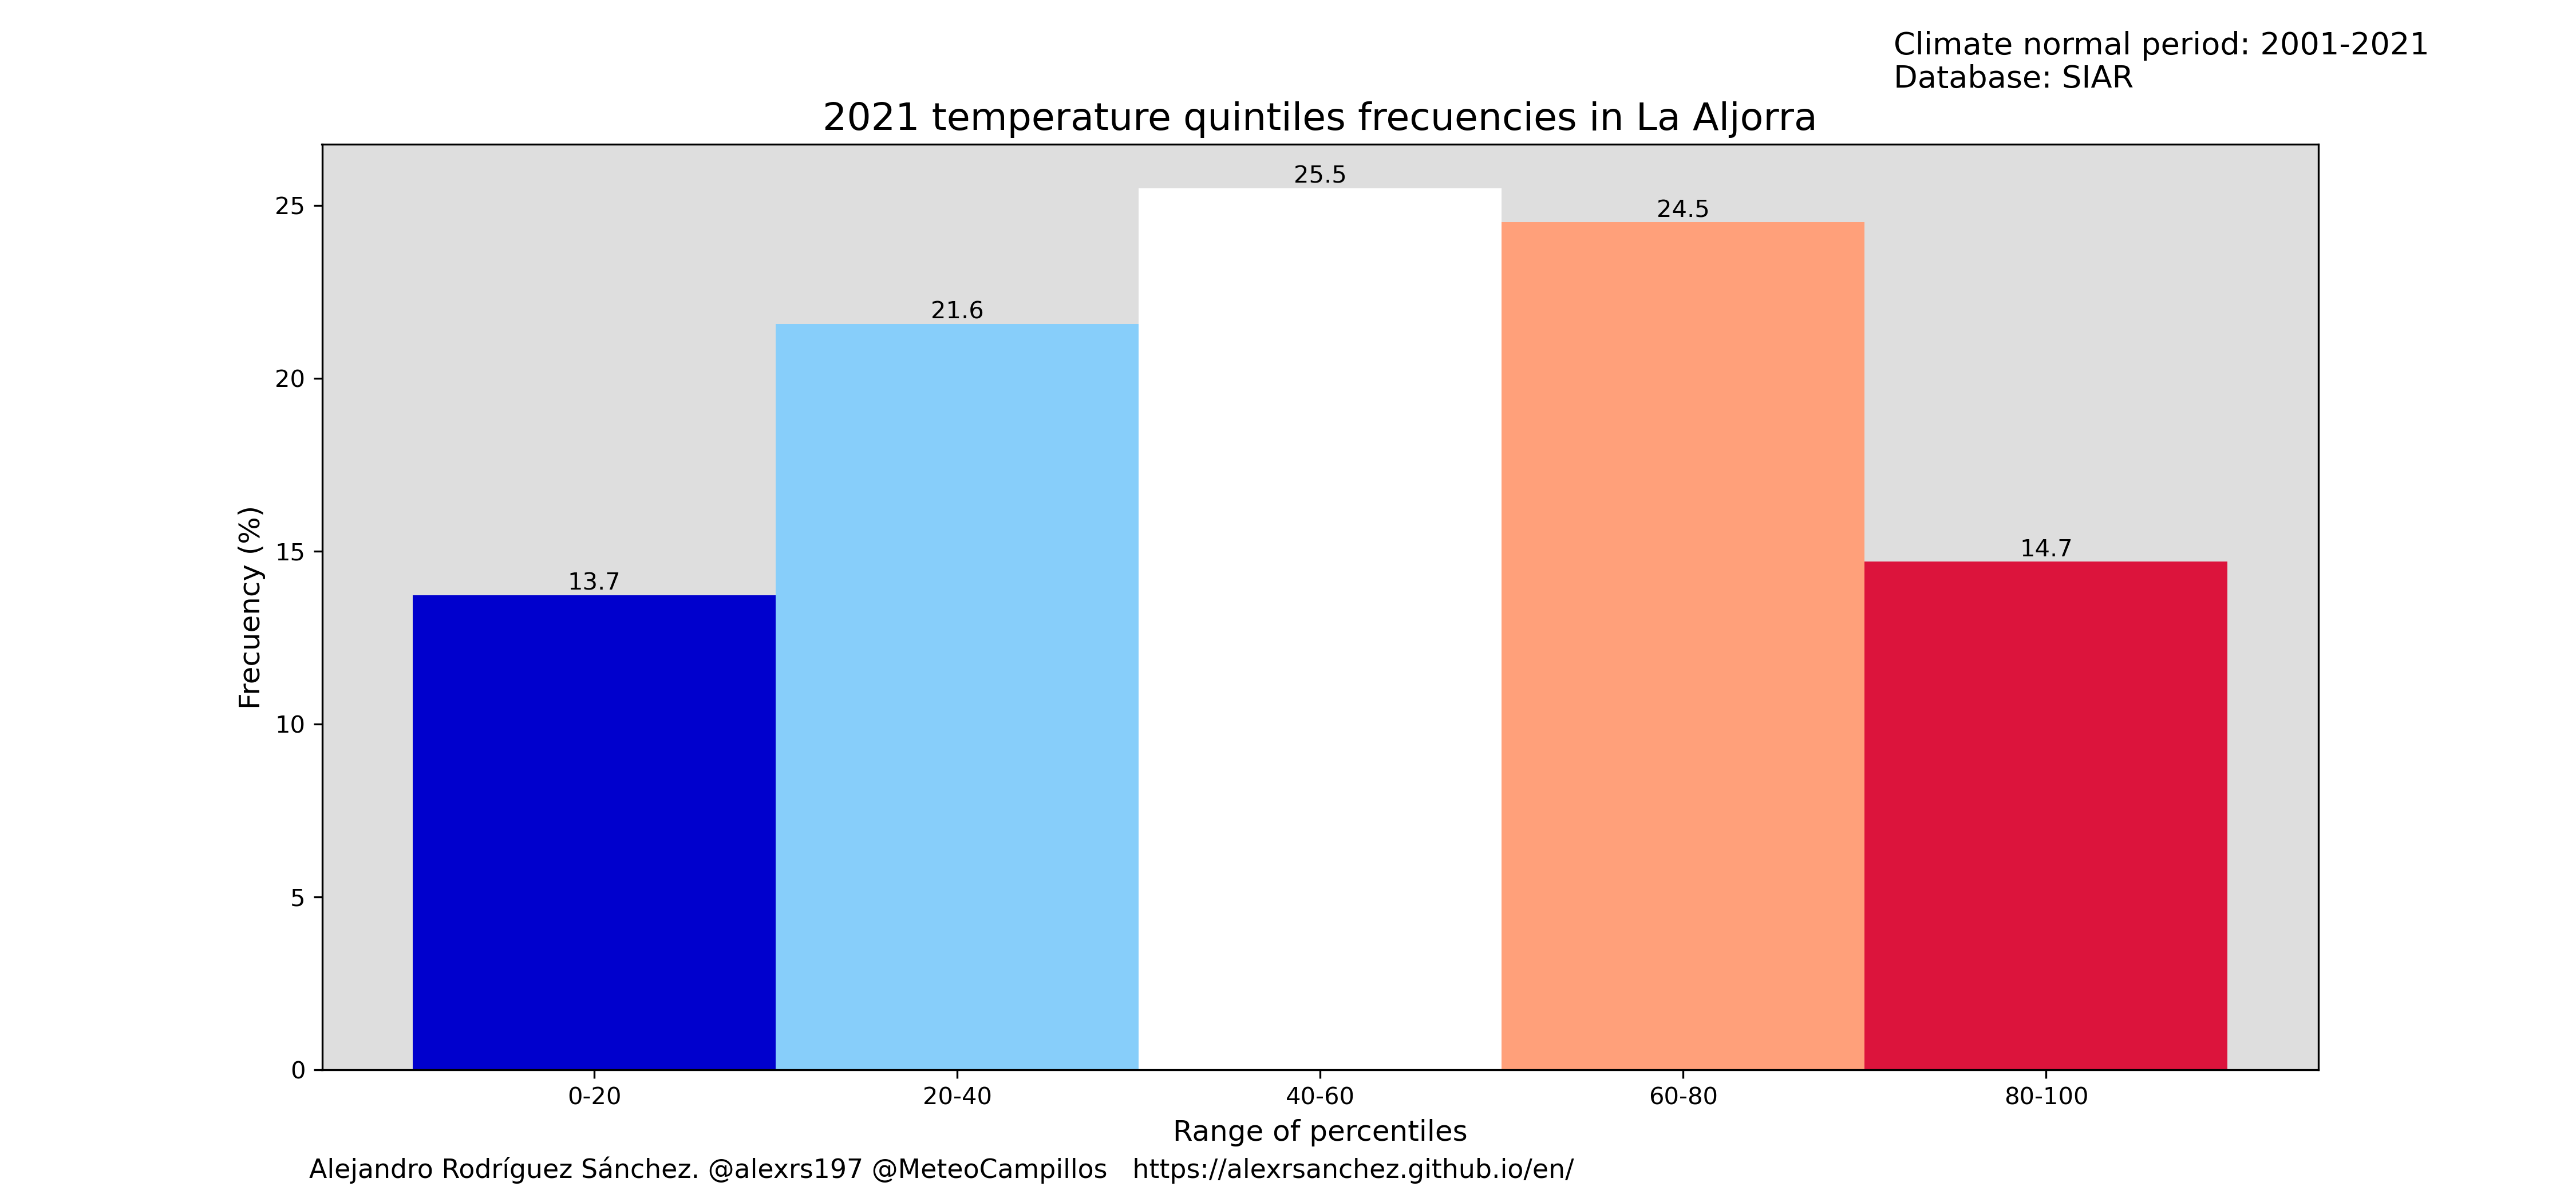 Climate normal period: 2001-2021
Database: SIAR
2021 temperature quintiles frecuencies in La Aljorra
25.5
24.5
21.6
14.7
13.7
Frecuency (%)
25
20
15
10
5
0
0-20 20-40 40-60 60-80 80-100
Range of percentiles
Alejandro Rodríguez Sánchez. @alexrs197 @MeteoCampillos https://alexrsanchez.github.io/en/